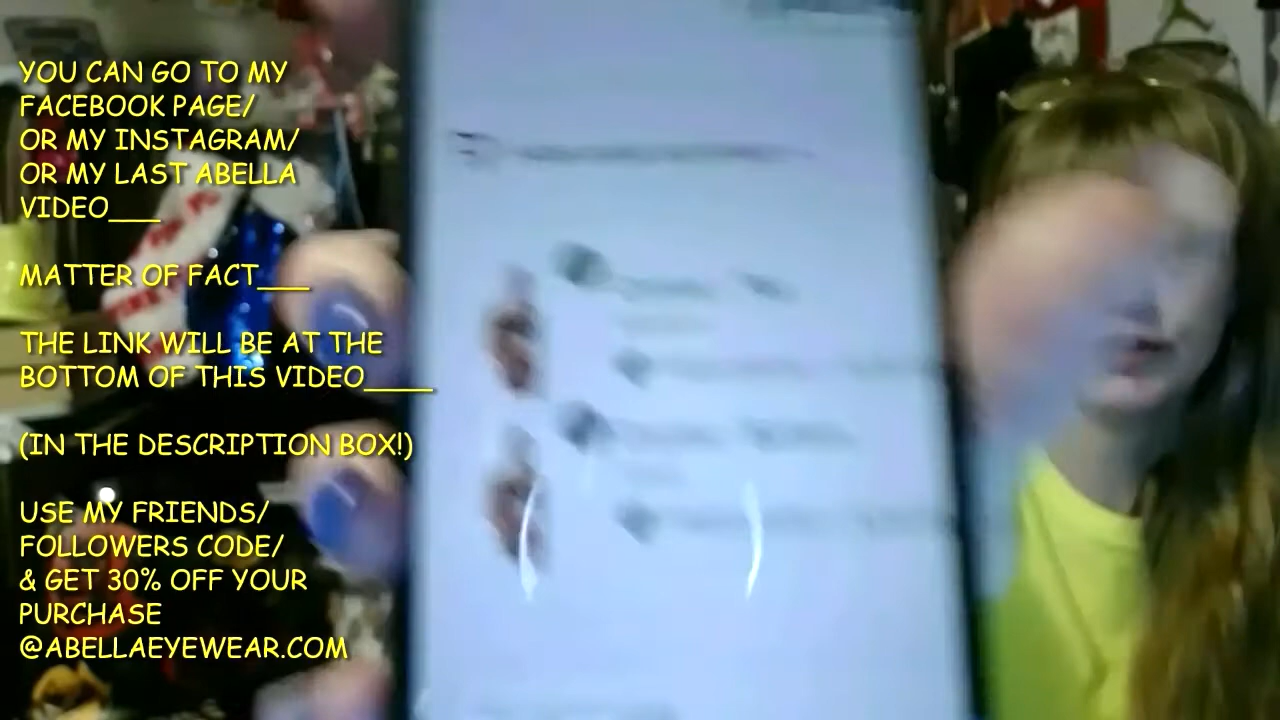 YOU CAN GO TO MY
FACEBOOK PAGE/
OR MY INSTAGRAM/
OR MY LAST ABELLA
VIDEO___
MATTER OF FACT___
THE LINK WILL BE AT THE
BOTTOM OF THIS VIDEO____
(IN THE DESCRIPTION BOX!)
USE MY FRIENDS/
FOLLOWERS CODE/
& GET 30% OFF YOUR
PURCHASE
@ABELLAEYEWEAR.COM